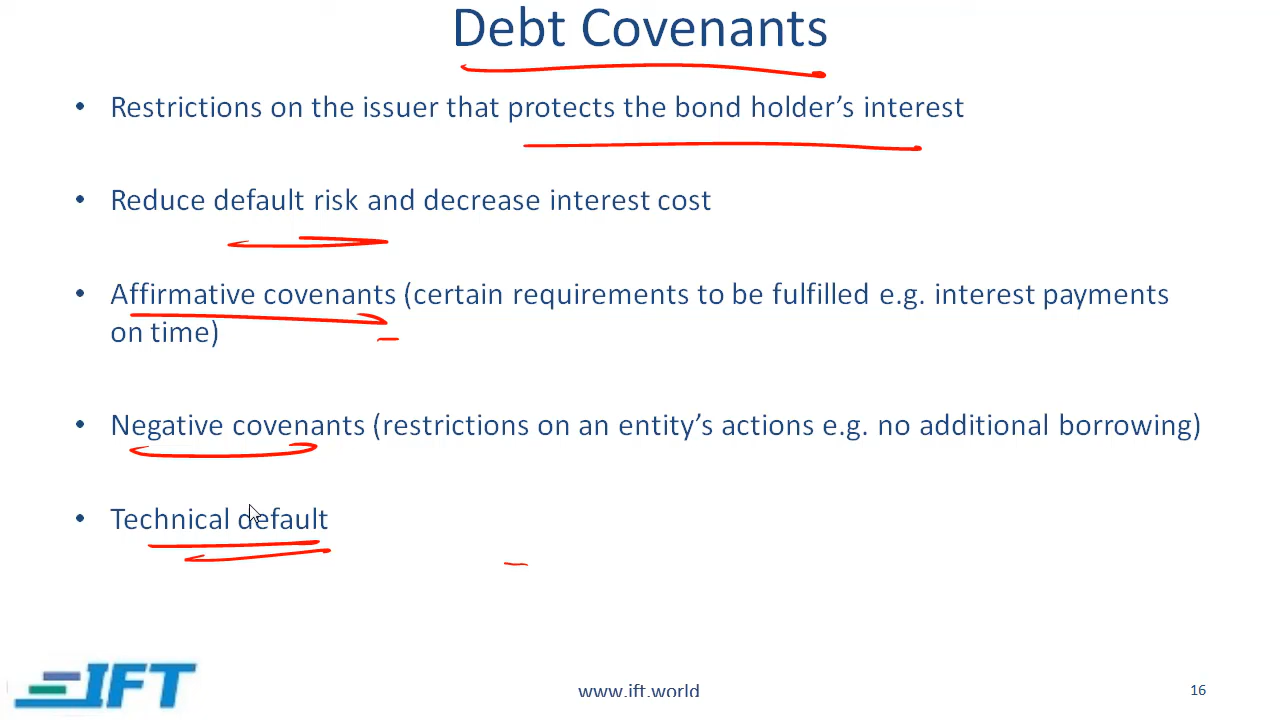 Debt Covenants
• Restrictions on the issuer that protects the bond holder's interest
• Reduce default risk and decrease interest cost
• Affirmative covenants (certain requirements to be fulfilled e.g. interest payments
on time)
• Negative covenants (restrictions on an entity's actions e.g. no additional borrowing)
• Technical default
IFT
www.ift.world
16